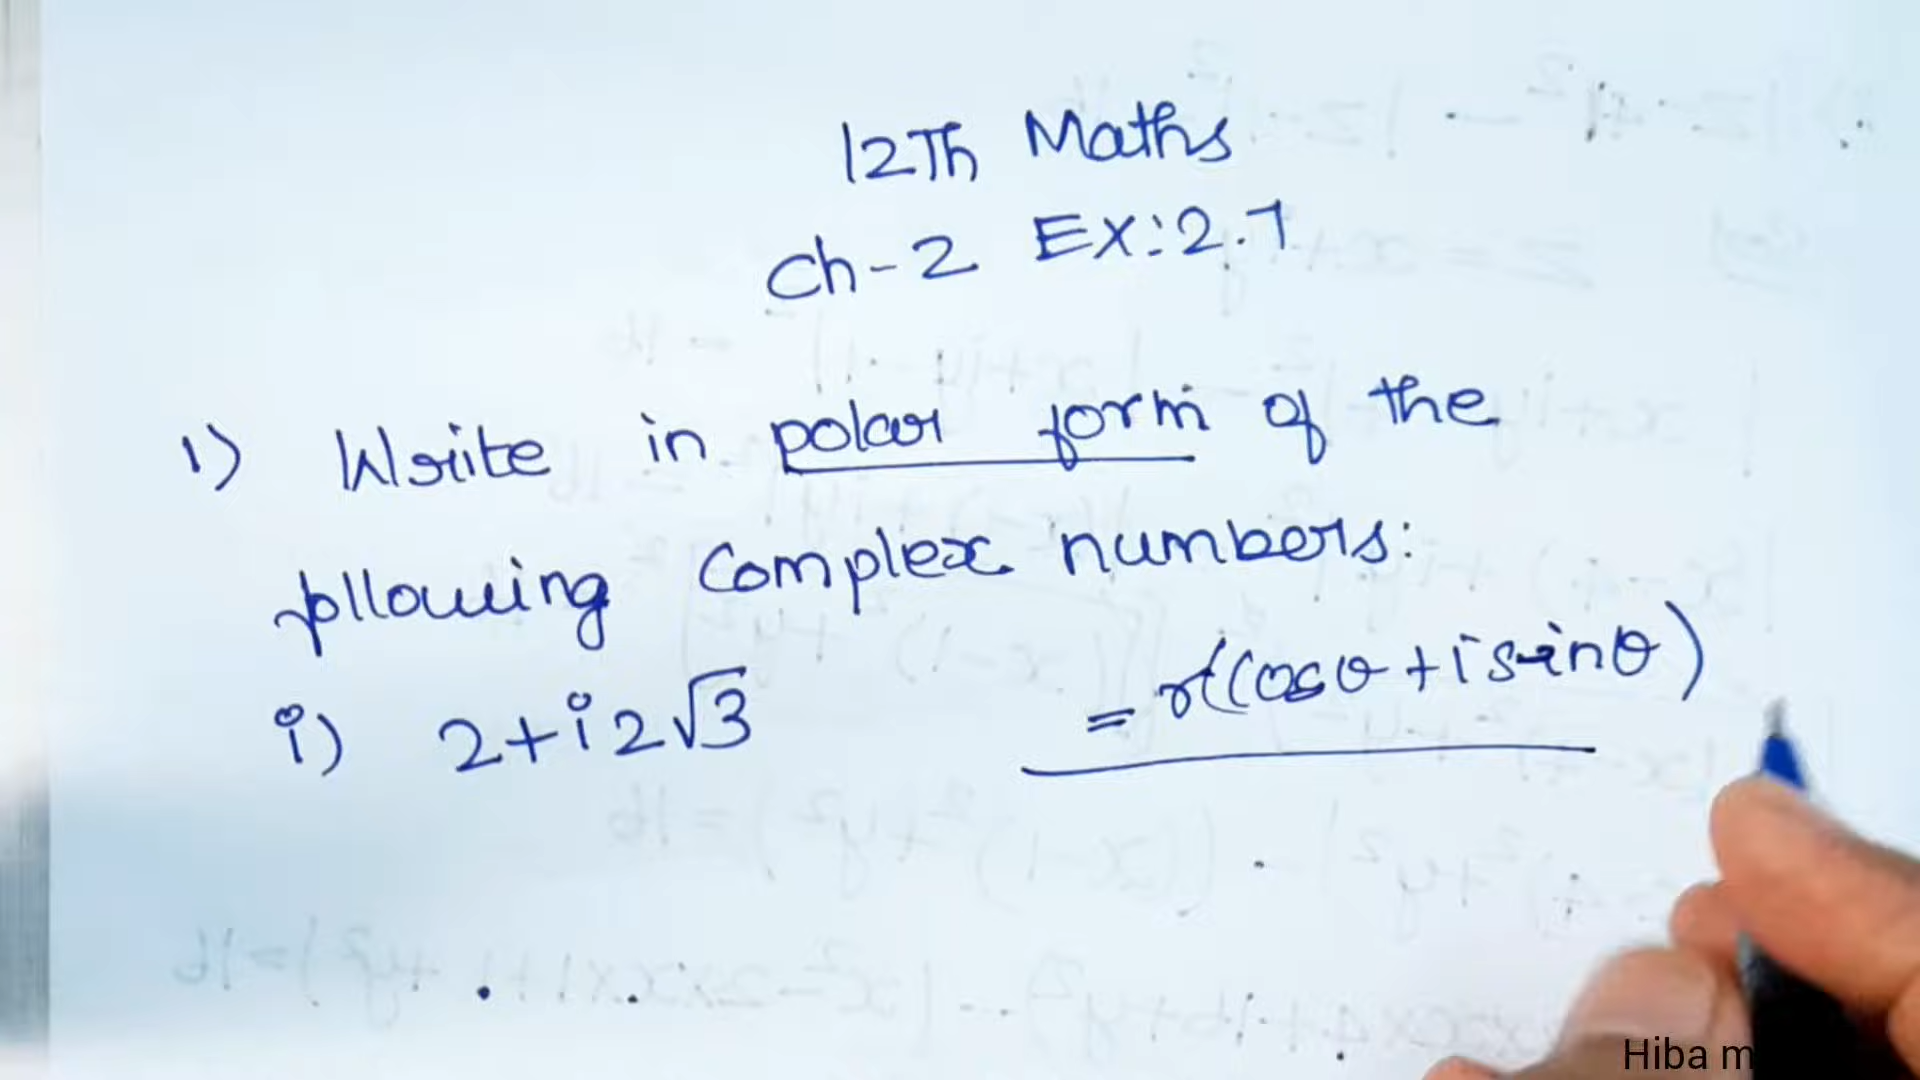 12Th Maths
Ch-2 Ex:2.7
1) Write in polar form of the
following Complex numbers:
= r(Cosθ+isinθ)
i) 2+i2√3
Hiba m